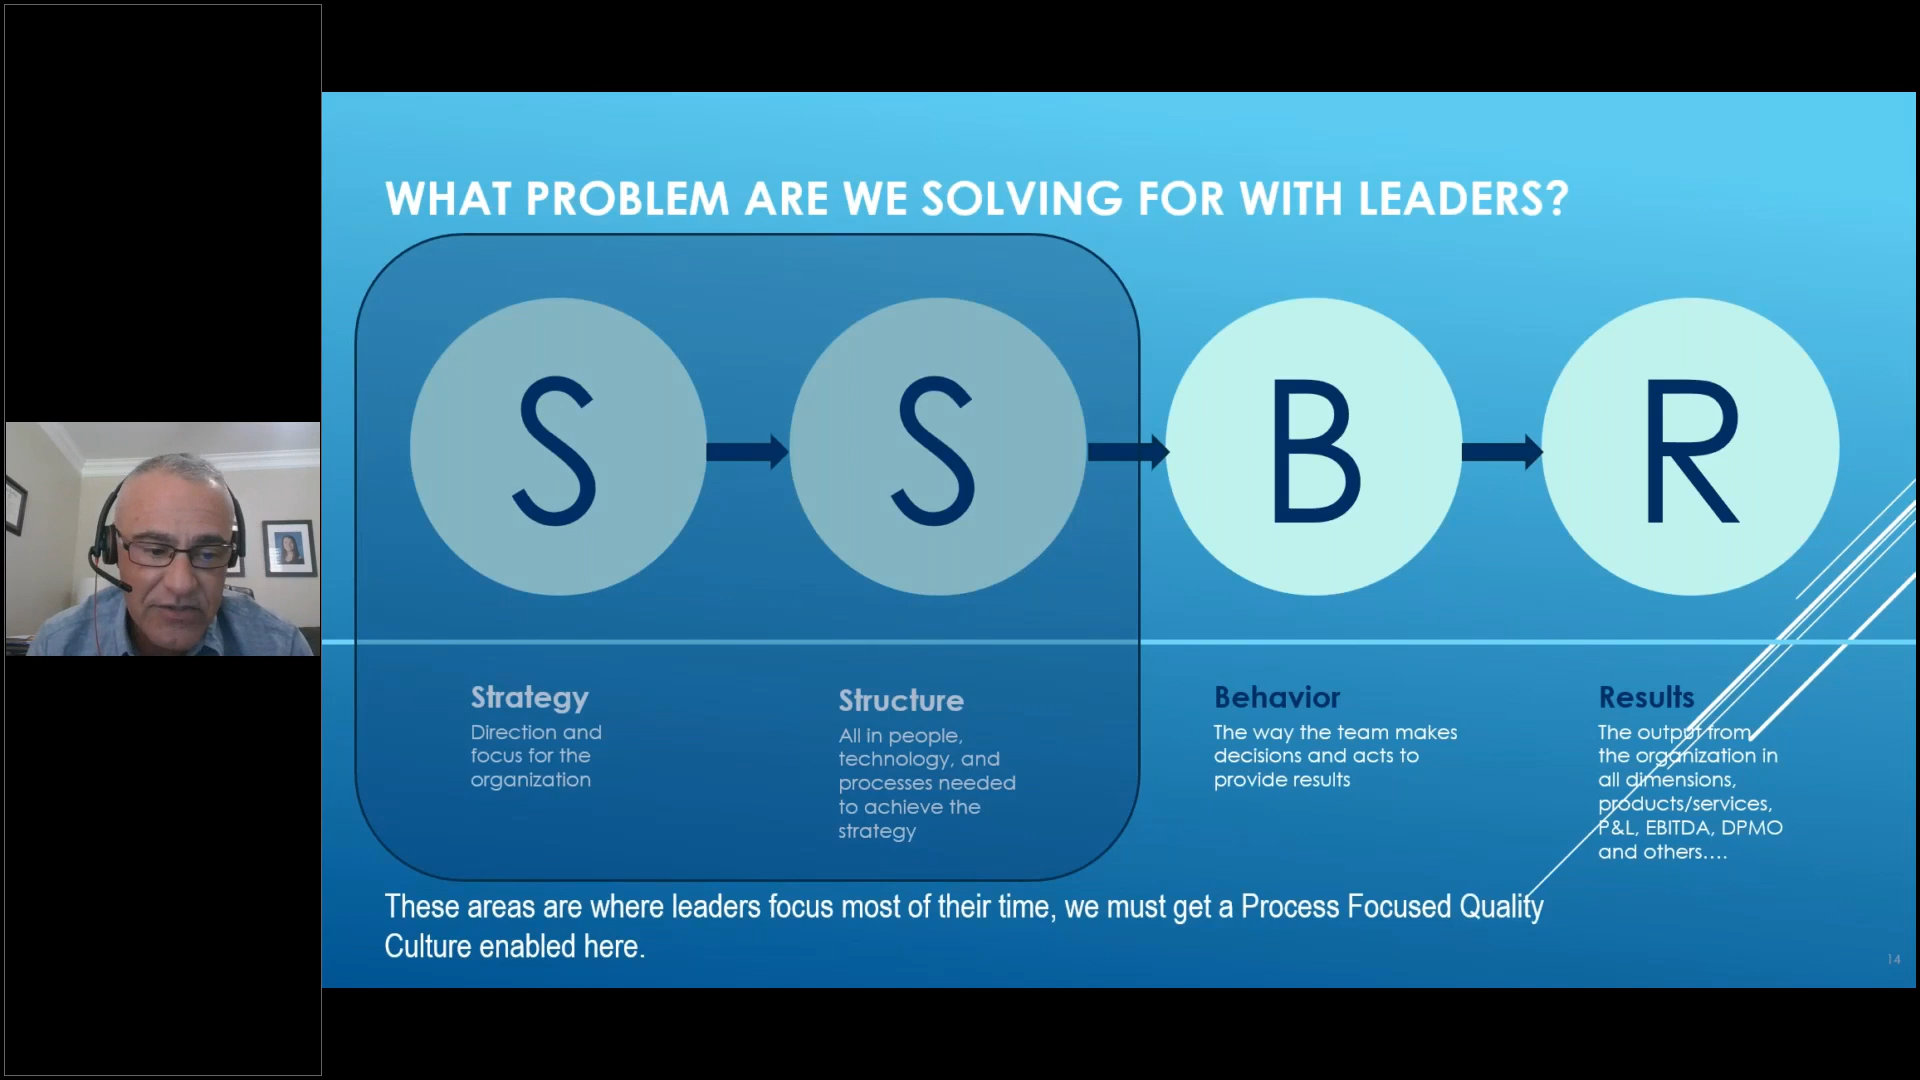 WHAT PROBLEM ARE WE SOLVING FOR WITH LEADERS?
S
S
B
R
Strategy
Direction and
focus for the
organization
Structure
All in people,
technology, and
processes needed
to achieve the
strategy
Behavior
The way the team makes
decisions and acts to
provide results
Results
The output from
the organization in
all dimensions,
products/services,
P&L, EBITDA, DPMO
and others....
These areas are where leaders focus most of their time, we must get a Process Focused Quality
Culture enabled here.
14